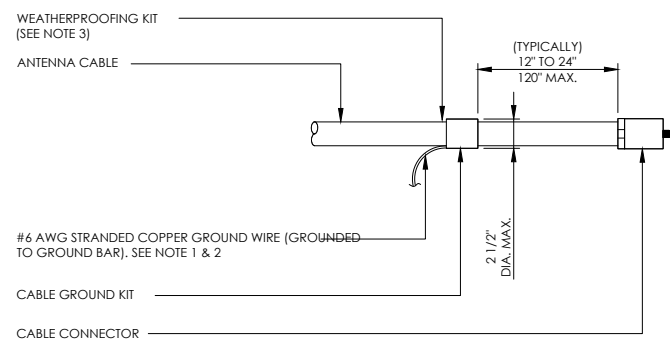 WEATHERPROOFING KIT
(SEE NOTE 3)
ANTENNA CABLE
(TYPICALLY)
12" TO 24"
120" MAX.
2 1/2"
DIA. MAX.
#6 AWG STRANDED COPPER GROUND WIRE (GROUNDED
TO GROUND BAR). SEE NOTE 1 & 2
CABLE GROUND KIT
CABLE CONNECTOR